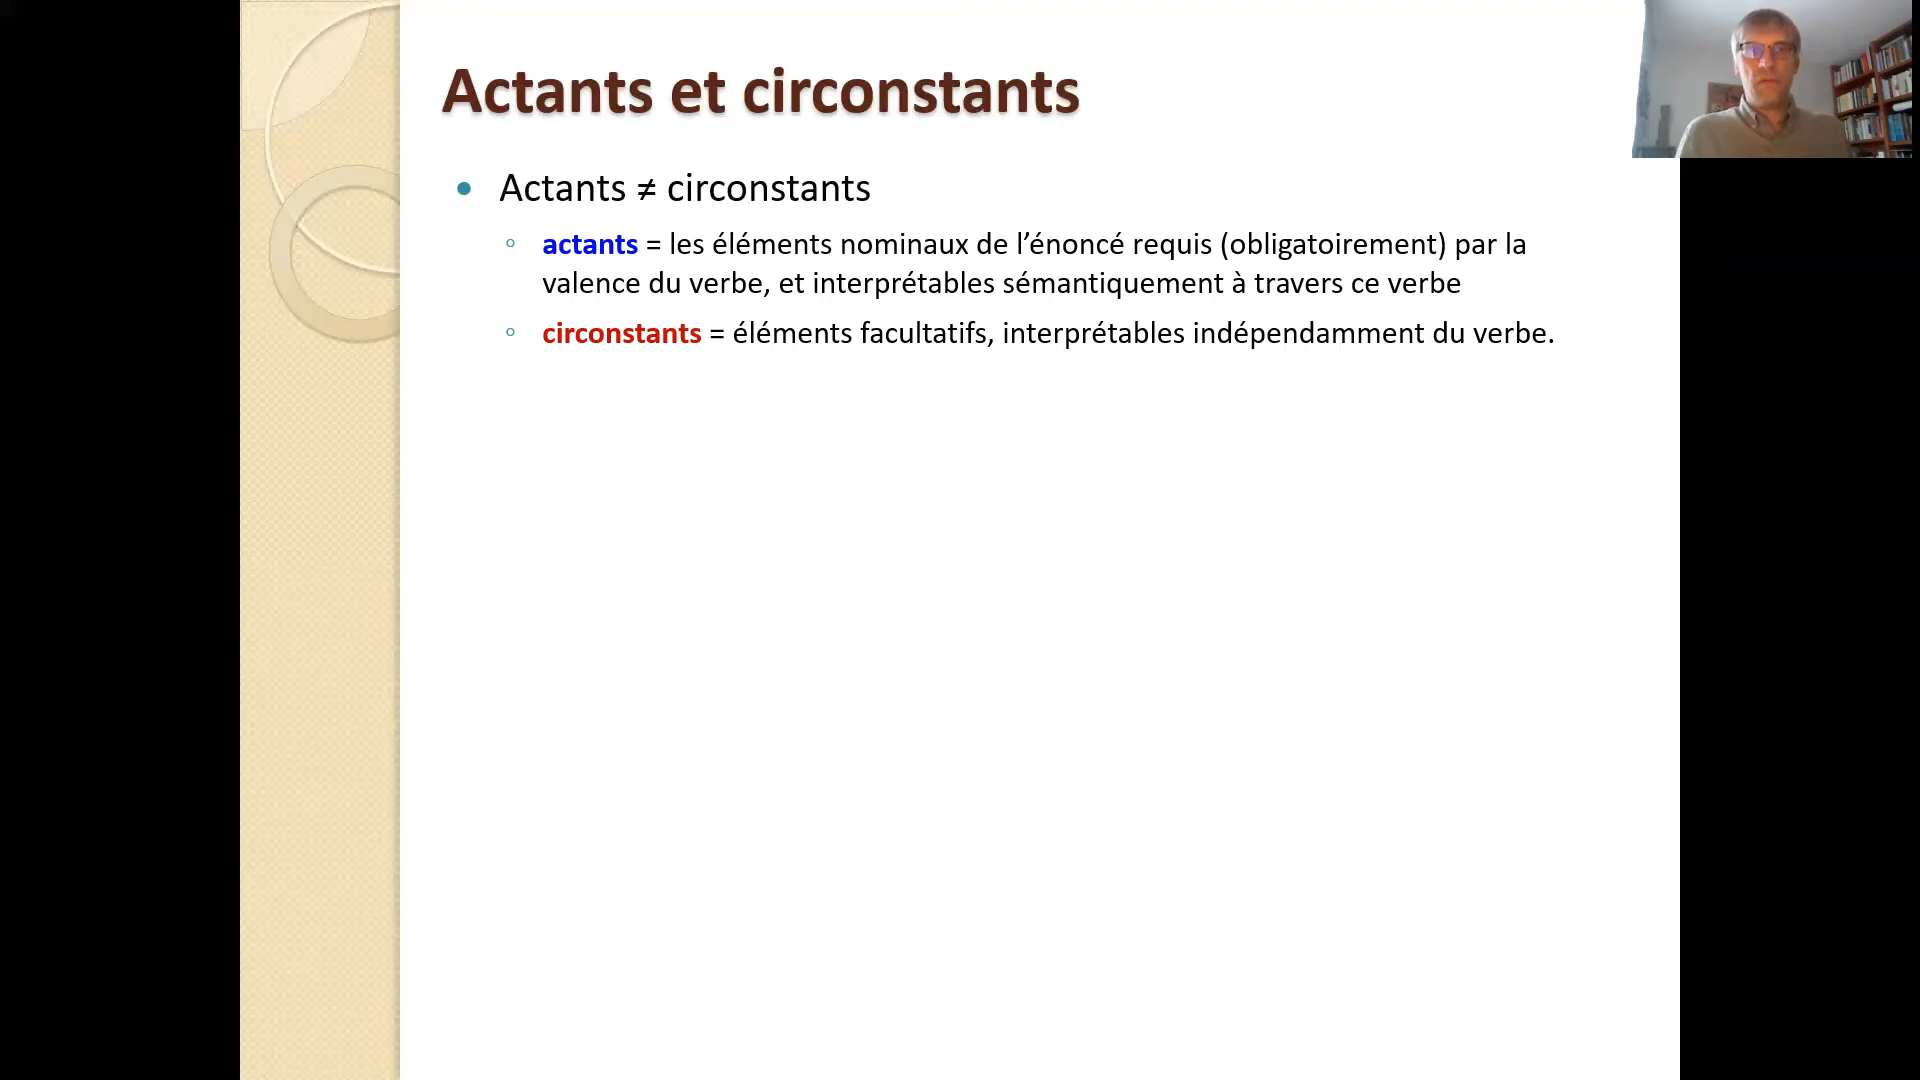 Actants et circonstants
• Actants ≠ circonstants
◦ actants = les éléments nominaux de l’énoncé requis (obligatoirement) par la
valence du verbe, et interprétables sémantiquement à travers ce verbe
◦ circonstants = éléments facultatifs, interprétables indépendamment du verbe.